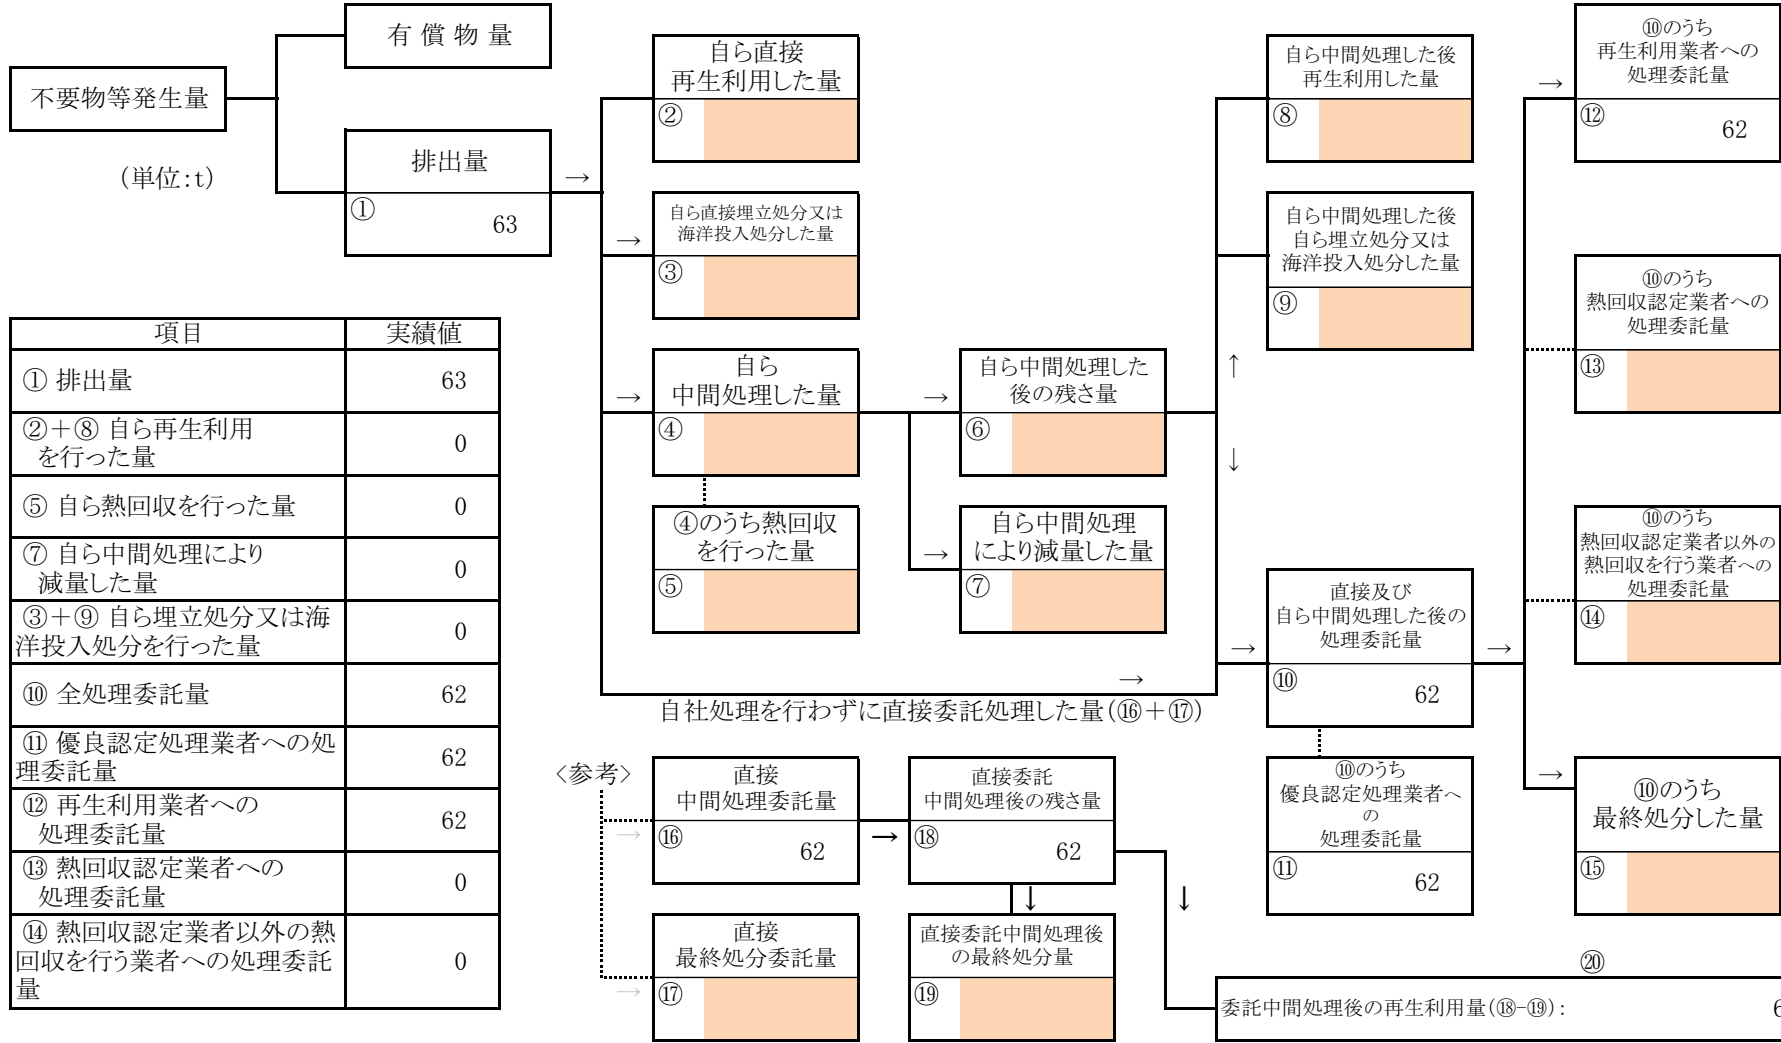 不要物等発生量
(単位:t)
有 償 物 量
排出量
①
63
→
自ら直接
再生利用した量
②
→
自ら直接埋立処分又は
海洋投入処分した量
③
→
自ら
中間処理した量
④
④のうち熱回収
を行った量
⑤
→
自ら中間処理した
後の残さ量
⑥
→
自ら中間処理
により減量した量
⑦
↑
↓
自ら中間処理した後
再生利用した量
⑧
自ら中間処理した後
自ら埋立処分又は
海洋投入処分した量
⑨
→
直接及び
自ら中間処理した後の
処理委託量
⑩
62
→
自社処理を行わずに直接委託処理した量(⑯+⑰)
⑩のうち
優良認定処理業者へ
の
処理委託量
⑪
62
→
→
⑩のうち
再生利用業者への
処理委託量
⑫
62
⑩のうち
熱回収認定業者への
処理委託量
⑬
⑩のうち
熱回収認定業者以外の
熱回収を行う業者への
処理委託量
⑭
→
⑩のうち
最終処分した量
⑮
項目 実績値
① 排出量 63
②+⑧ 自ら再生利用
を行った量 0
⑤ 自ら熱回収を行った量 0
⑦ 自ら中間処理により
減量した量 0
③+⑨ 自ら埋立処分又は海
洋投入処分を行った量 0
⑩ 全処理委託量 62
⑪ 優良認定処理業者への処
理委託量 62
⑫ 再生利用業者への
処理委託量 62
⑬ 熱回収認定業者への
処理委託量 0
⑭ 熱回収認定業者以外の熱
回収を行う業者への処理委託
量 0
<参考>
→
直接
中間処理委託量
⑯
62
→
直接委託
中間処理後の残さ量
⑱
62
→
直接
最終処分委託量
⑰
↓
直接委託中間処理後
の最終処分量
⑲
↓
⑳
委託中間処理後の再生利用量(⑱-⑲):